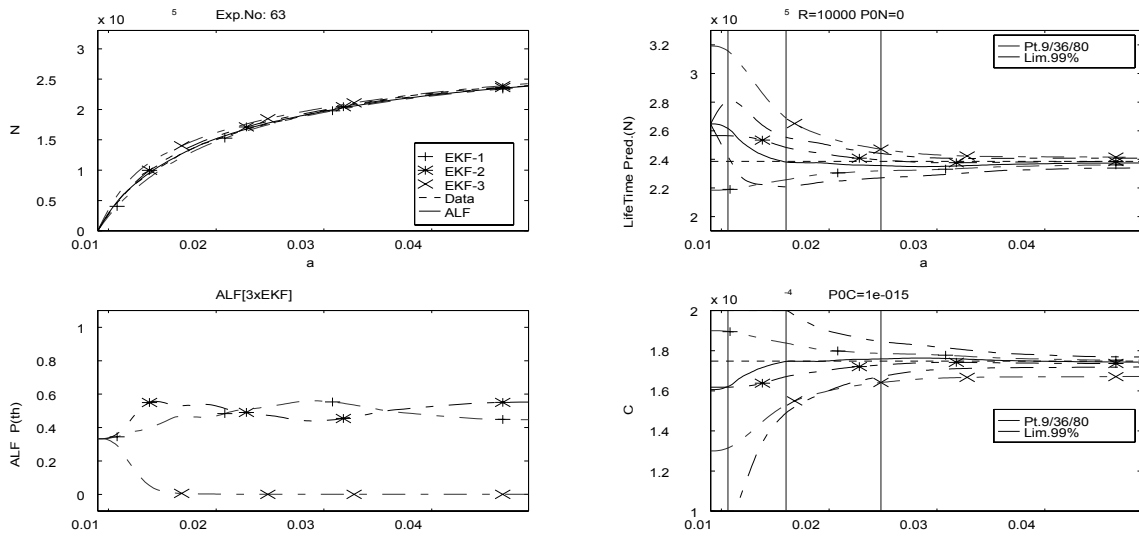 x 10 5 Exp.No: 63
3
2.5
2
1.5
1
0.5
0
N
EKF-1
EKF-2
EKF-3
Data
ALF
0.01 0.02 0.03 0.04
a
x 10 5 R=10000 P0N=0
Pt.9/36/80
Lim.99%
3.2
3
2.8
2.6
2.4
2.2
2
LifeTime Pred.(N)
0.01 0.02 0.03 0.04
a
ALF[3xEKF]
1
0.8
0.6
0.4
0.2
0
ALF P(th)
0.01 0.02 0.03 0.04
a
x 10 -4 P0C=1e-015
2
1.8
1.6
1.4
1.2
1
C
Pt.9/36/80
Lim.99%
0.01 0.02 0.03 0.04
a